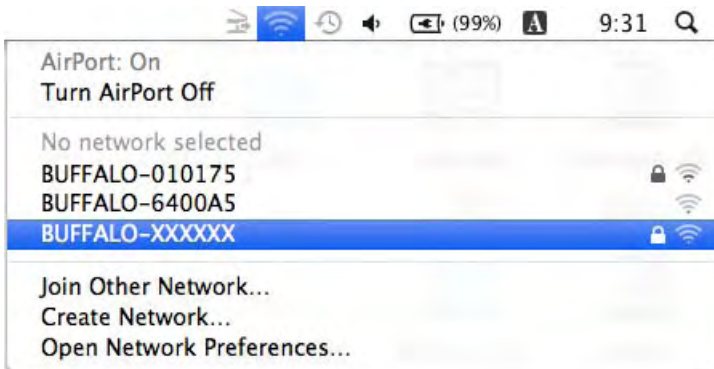 (99%) A 9:31
AirPort: On
Turn AirPort Off
No network selected
BUFFALO-010175
BUFFALO-6400A5
BUFFALO-XXXXXX
Join Other Network...
Create Network...
Open Network Preferences...